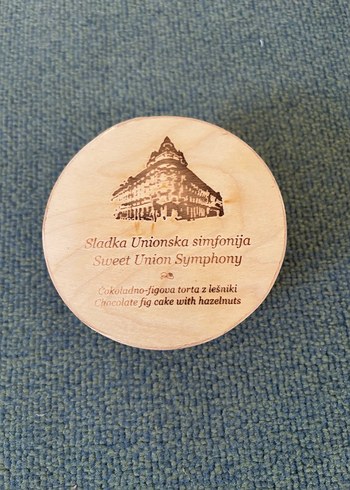 Sladka Unionska simfonija
Sweet Union Symphony
Čokoladno-figova torta z lešniki
Chocolate fig cake with hazelnuts